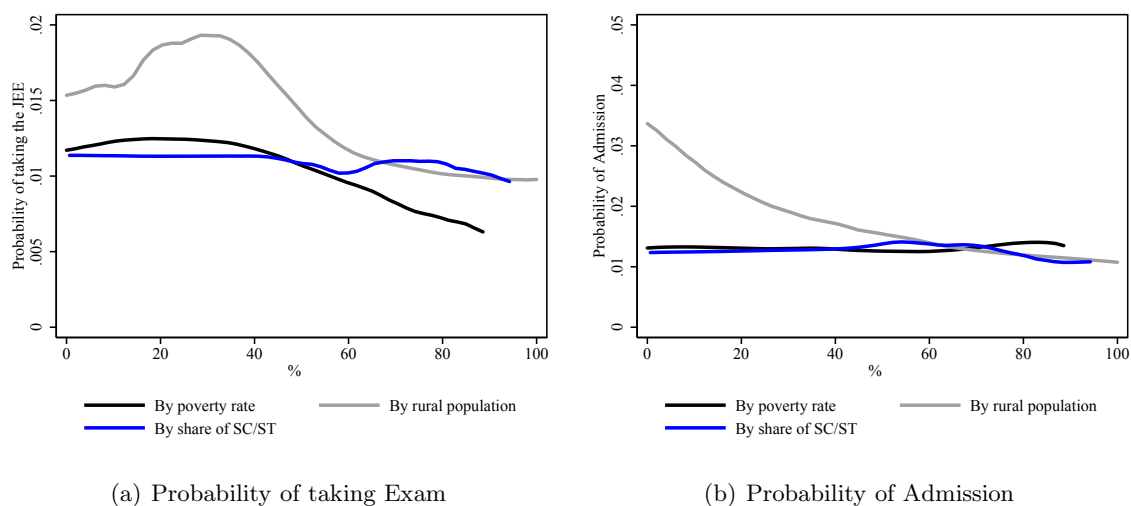 .02
.015
.01
.005
0
Probability of taking the JEE
0 20 40 60 80 100
%
By poverty rate By rural population
By share of SC/ST
(a) Probability of taking Exam
.05
.04
.03
.02
.01
0
Probability of Admission
0 20 40 60 80 100
%
By poverty rate By rural population
By share of SC/ST
(b) Probability of Admission